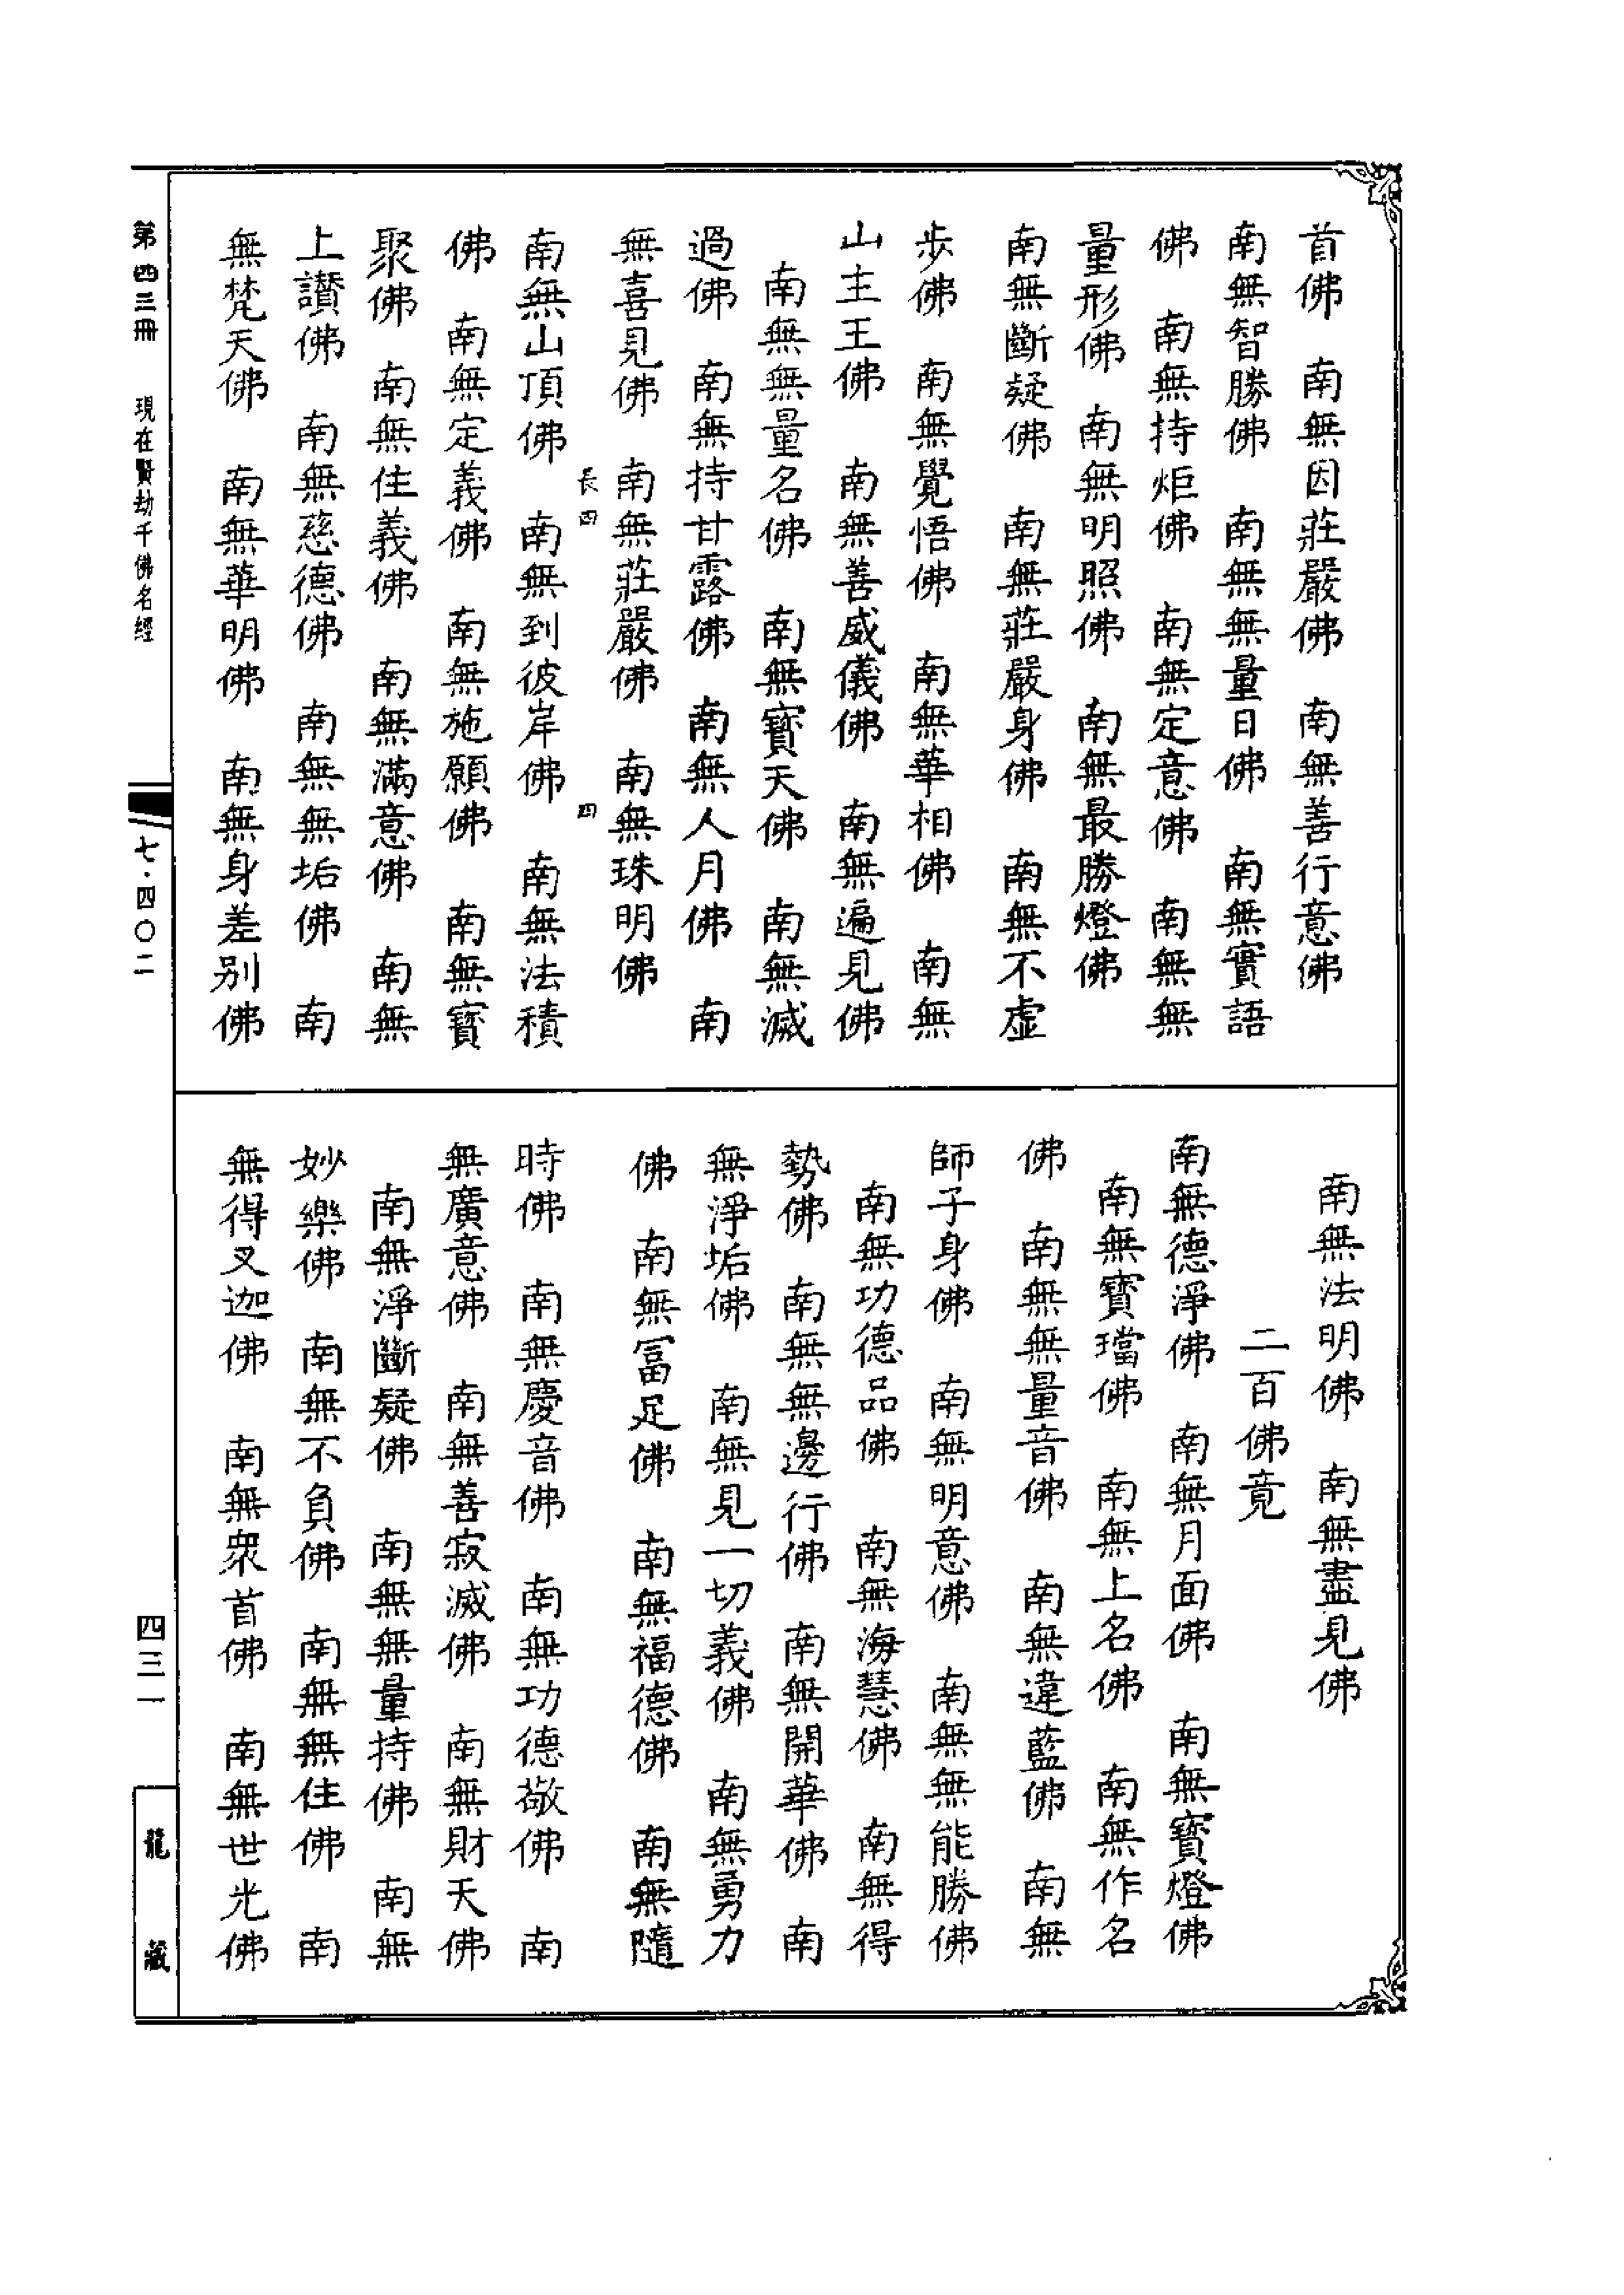 首佛　南無因莊嚴佛　南無善行意佛
南無智勝佛　南無無量日佛　南無實語
佛　南無持炬佛　南無定意佛　南無無
量形佛　南無明照佛　南無最勝燈佛
南無斷疑佛　南無莊嚴身佛　南無不虛
步佛　南無覺悟佛　南無華相佛　南無
山主王佛　南無善威儀佛　南無遍見佛
南無無量名佛　南無寳天佛　南無滅
過佛　南無持甘露佛　南無人月佛　南
無喜見佛　南無莊嚴佛　南無珠明佛
長四　四
南無山頂佛　南無到彼岸佛　南無法積
佛　南無定義佛　南無施願佛　南無寳
聚佛　南無住義佛　南無滿意佛　南無
上讃佛　南無慈德佛　南無無垢佛　南
無梵天佛　南無華明佛　南無身差别佛
南無法明佛　南無盡見佛
二百佛竟
南無德淨佛　南無月面佛　南無寳燈佛
南無寳璫佛　南無上名佛　南無作名
佛　南無無量音佛　南無違藍佛　南無
師子身佛　南無明意佛　南無無能勝佛
南無功德品佛　南無海慧佛　南無得
勢佛　南無無邊行佛　南無開華佛　南
無淨垢佛　南無見一切義佛　南無勇力
佛　南無冨足佛　南無福德佛　南無隨
時佛　南無慶音佛　南無功德敬佛　南
無廣意佛　南無善寂滅佛　南無財天佛
南無淨斷疑佛　南無無量持佛　南無
妙樂佛　南無不負佛　南無無住佛　南
無得叉迦佛　南無衆首佛　南無世光佛
第四三冊　現在賢劫千佛名經
七·四〇二
四三一
龍藏